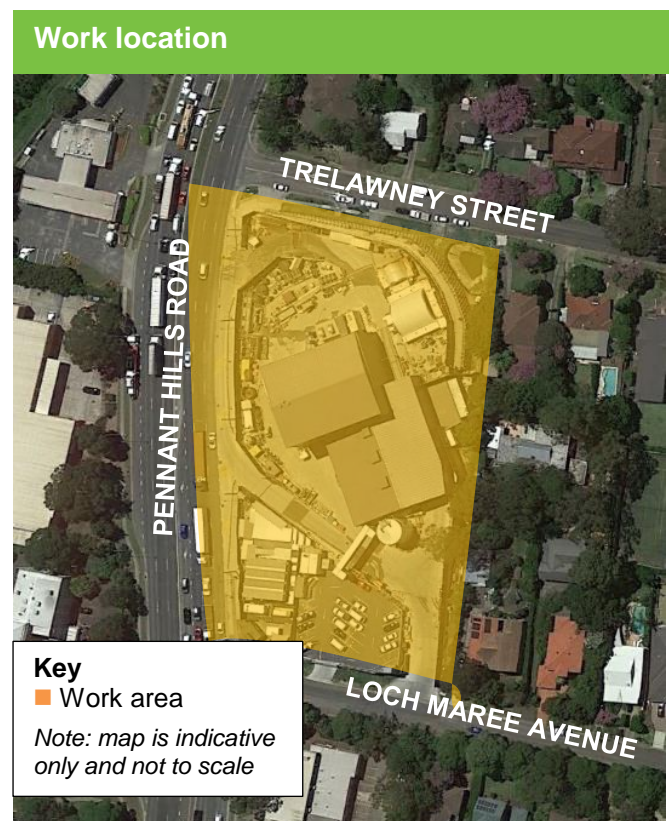 Work location
TRELAWNEY STREET
PENNANT HILLS ROAD
LOCH MAREE AVENUE
Key
Work area
Note: map is indicative
only and not to scale